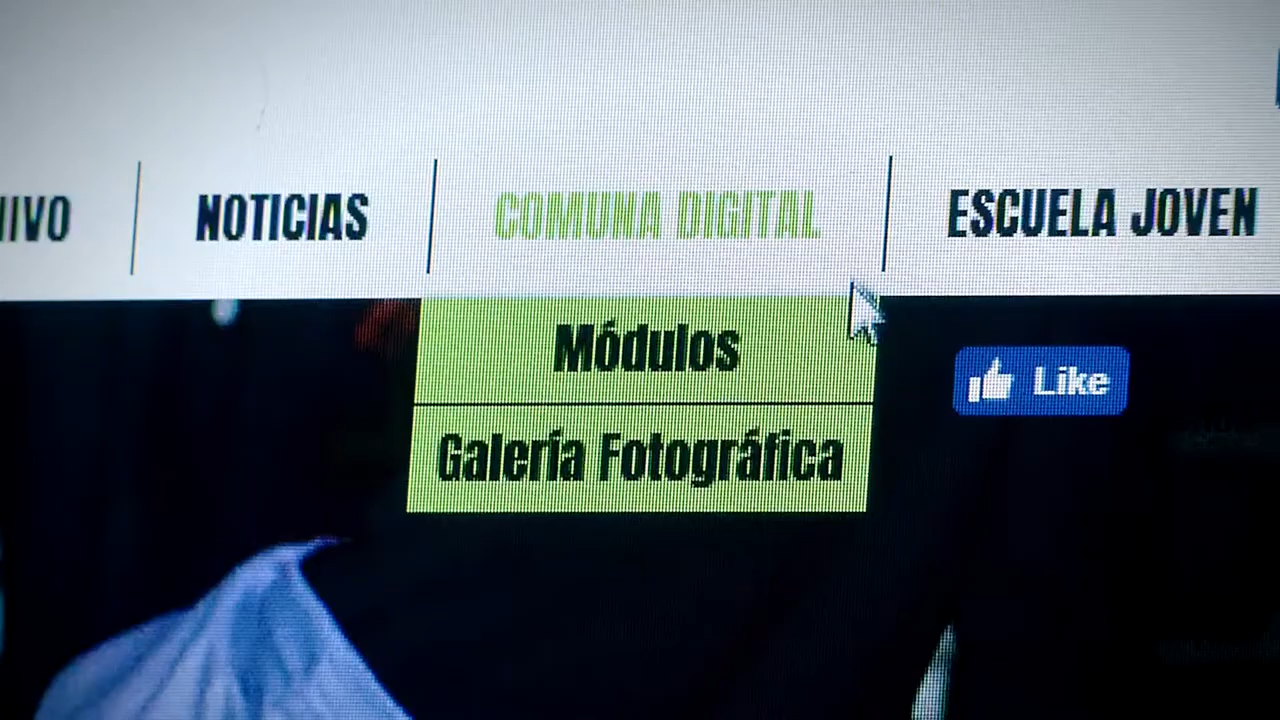 NOTICIAS
COMUNA DIGITAL
ESCUELA JOVEN
Módulos
Like
Galería Fotográfica